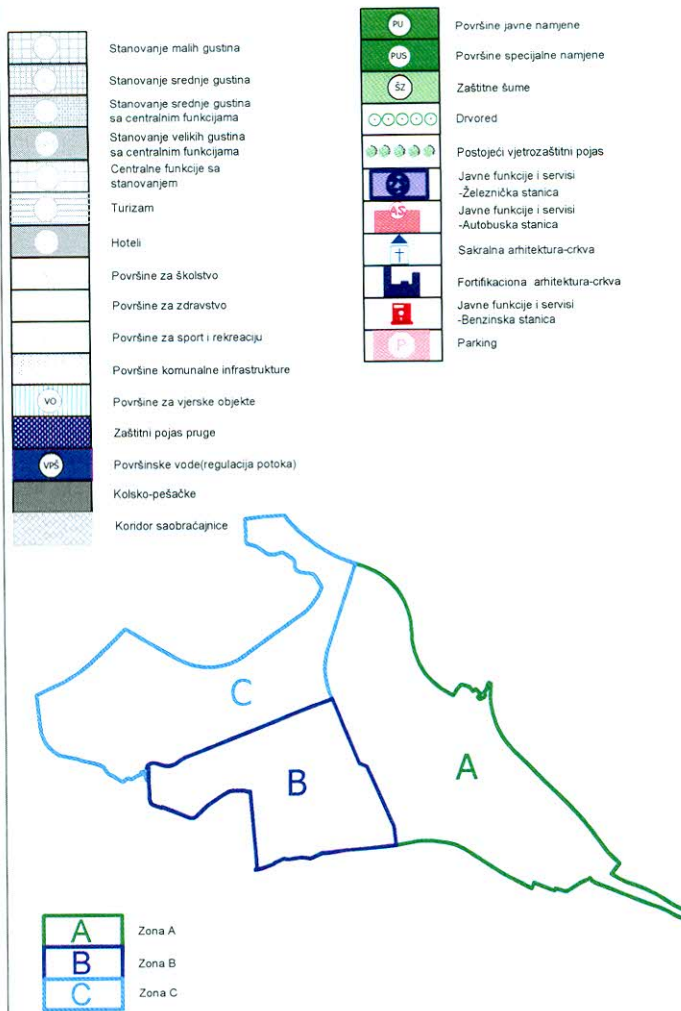 Stanovanje malih gustina
Stanovanje srednje gustina
Stanovanje srednje gustina
sa centralnim funkcijama
Stanovanje velikih gustina
sa centralnim funkcijama
Centralne funkcije sa
stanovanjem
Turizam
Hoteli
Površine za školstvo
Površine za zdravstvo
Površine za sport i rekreaciju
Površine komunalne infrastrukture
VO
Površine za vjerske objekte
Zaštitni pojas pruge
VPŠ
Površinske vode(regulacija potoka)
Kolsko-pešačke
Koridor saobraćajnice
PU
Površine javne namjene
PUS
Površine specijalne namjene
ŠZ
Zaštitne šume
Drvored
Postojeći vjetrozaštitni pojas
Javne funkcije i servisi
-Železnička stanica
AS
Javne funkcije i servisi
-Autobuska stanica
Sakralna arhitektura-crkva
Fortifikaciona arhitektura-crkva
Javne funkcije i servisi
-Benzinska stanica
P
Parking
C
B
A
A
Zona A
B
Zona B
C
Zona C